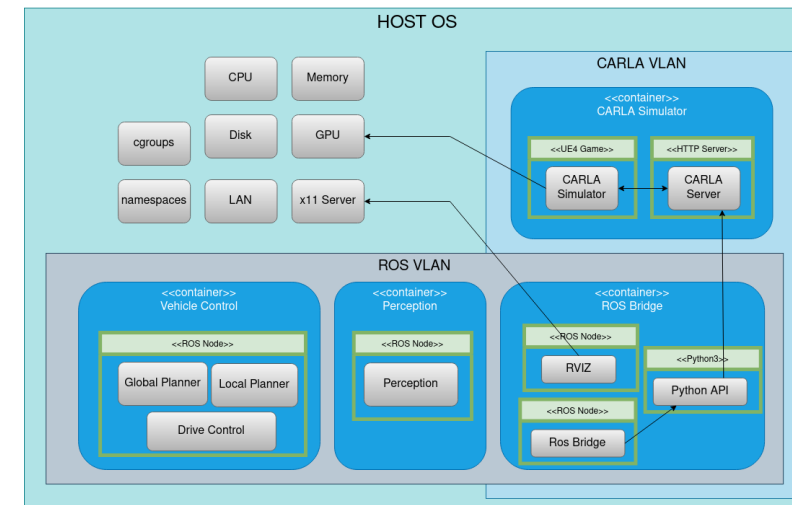 HOST OS
CPU
Memory
cgroups
Disk
GPU
namespaces
LAN
x11 Server
CARLA VLAN
<<container>>
CARLA Simulator
<<UE4 Game>>
CARLA
Simulator
<<HTTP Server>>
CARLA
Server
ROS VLAN
<<container>>
Vehicle Control
<<ROS Node>>
Global Planner
Local Planner
Drive Control
<<container>>
Perception
<<ROS Node>>
Perception
<<container>>
ROS Bridge
<<ROS Node>>
RVIZ
<<Python3>>
Python API
<<ROS Node>>
Ros Bridge